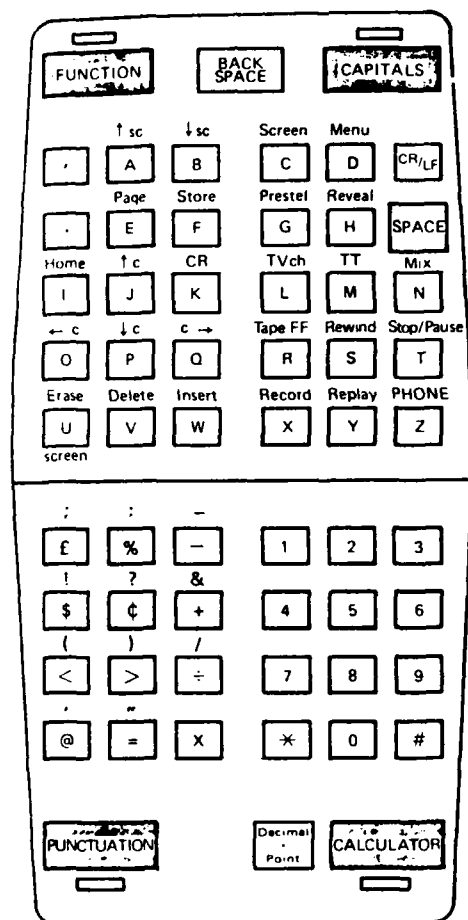 FUNCTION BACK SPACE CAPITALS
↑ sc ↓ sc Screen Menu
, A B C D CR/LF
Page Store Prestel Reveal
. E F G H SPACE
Home ↑ c CR TVch TT Mix
I J K L M N
← c ↓ c c → Tape FF Rewind Stop/Pause
O P Q R S T
Erase Delete Insert Record Replay PHONE
U V W X Y Z
screen
; : –
£ % — 1 2 3
! ? &
$ ¢ + 4 5 6
( ) /
< > ÷ 7 8 9
' "
@ = X * 0 #
PUNCTUATION Decimal . Point CALCULATOR